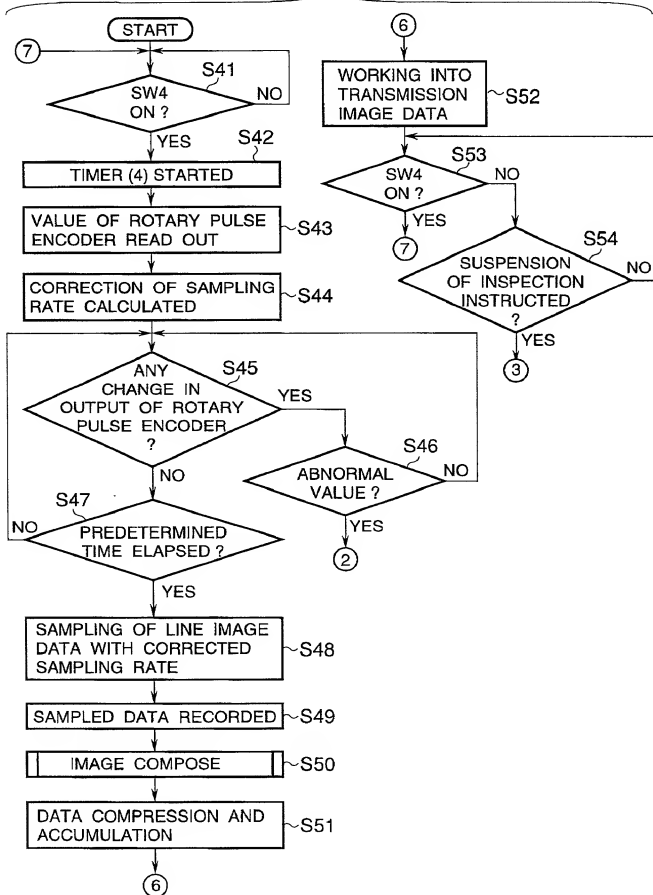 START
7
S41
SW4
ON ?
NO
YES
S42
TIMER (4) STARTED
VALUE OF ROTARY PULSE
ENCODER READ OUT
S43
CORRECTION OF SAMPLING
RATE CALCULATED
S44
ANY
CHANGE IN
OUTPUT OF ROTARY
PULSE ENCODER
?
S45
YES
NO
S46
ABNORMAL
VALUE ?
NO
YES
2
S47
NO
PREDETERMINED
TIME ELAPSED ?
YES
SAMPLING OF LINE IMAGE
DATA WITH CORRECTED
SAMPLING RATE
S48
SAMPLED DATA RECORDED
S49
IMAGE COMPOSE
S50
DATA COMPRESSION AND
ACCUMULATION
S51
6
6
WORKING INTO
TRANSMISSION
IMAGE DATA
S52
S53
SW4
ON ?
NO
YES
7
S54
SUSPENSION
OF INSPECTION
INSTRUCTED
?
NO
YES
3